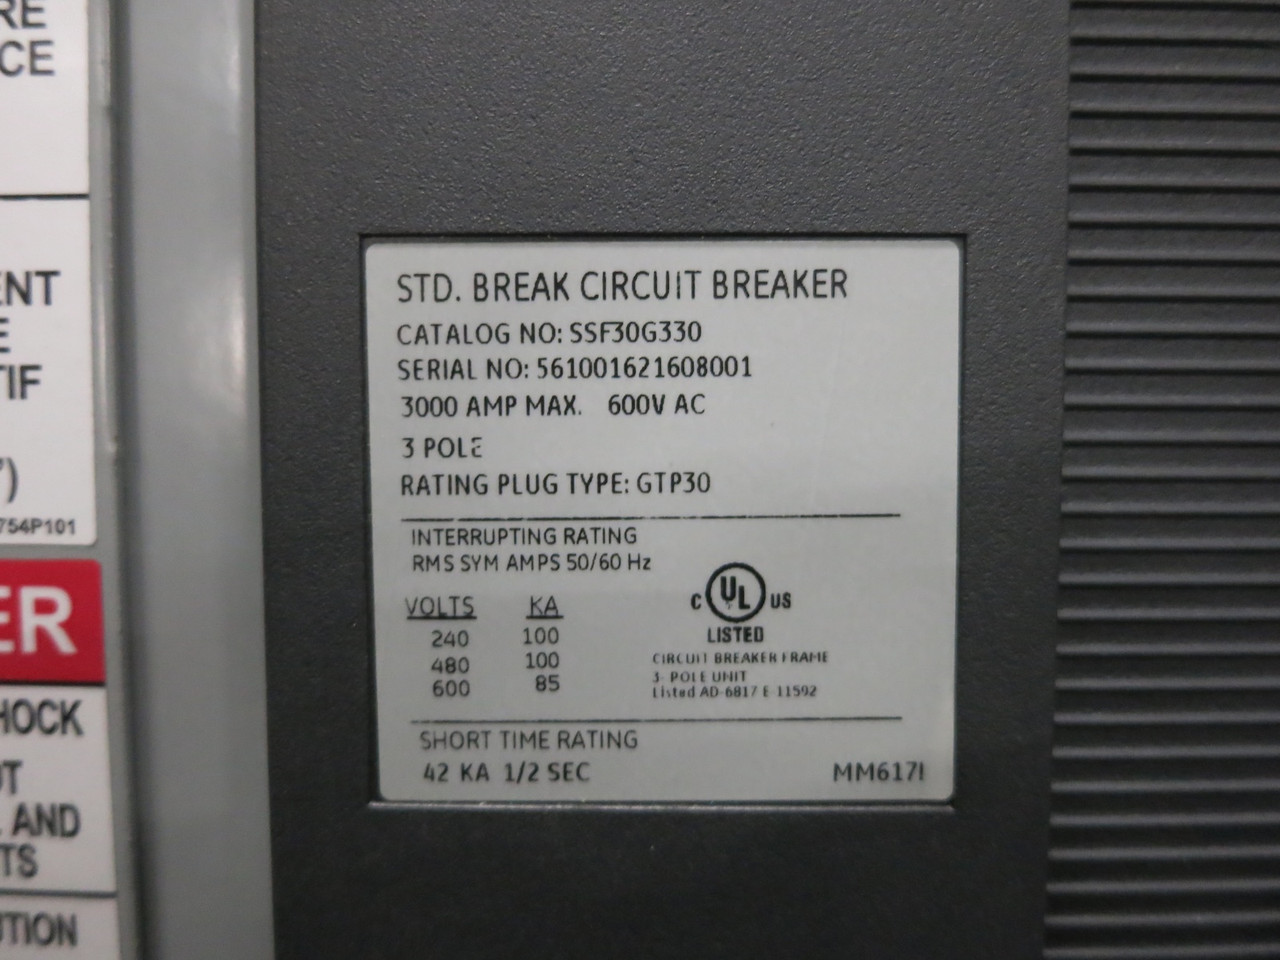 RE
CE
ENT
E
TIF
")
754P101
ER
HOCK
OT
AND
TS
UTION
STD. BREAK CIRCUIT BREAKER
CATALOG NO: SSF30G330
SERIAL NO: 561001621608001
3000 AMP MAX. 600V AC
3 POLE
RATING PLUG TYPE: GTP30
INTERRUPTING RATING
RMS SYM AMPS 50/60 Hz
VOLTS KA
240 100
480 100
600 85
C UL US
LISTED
CIRCUIT BREAKER FRAME
3- POLE UNIT
Listed AD-6817 E-11592
SHORT TIME RATING
42 KA 1/2 SEC MM617I